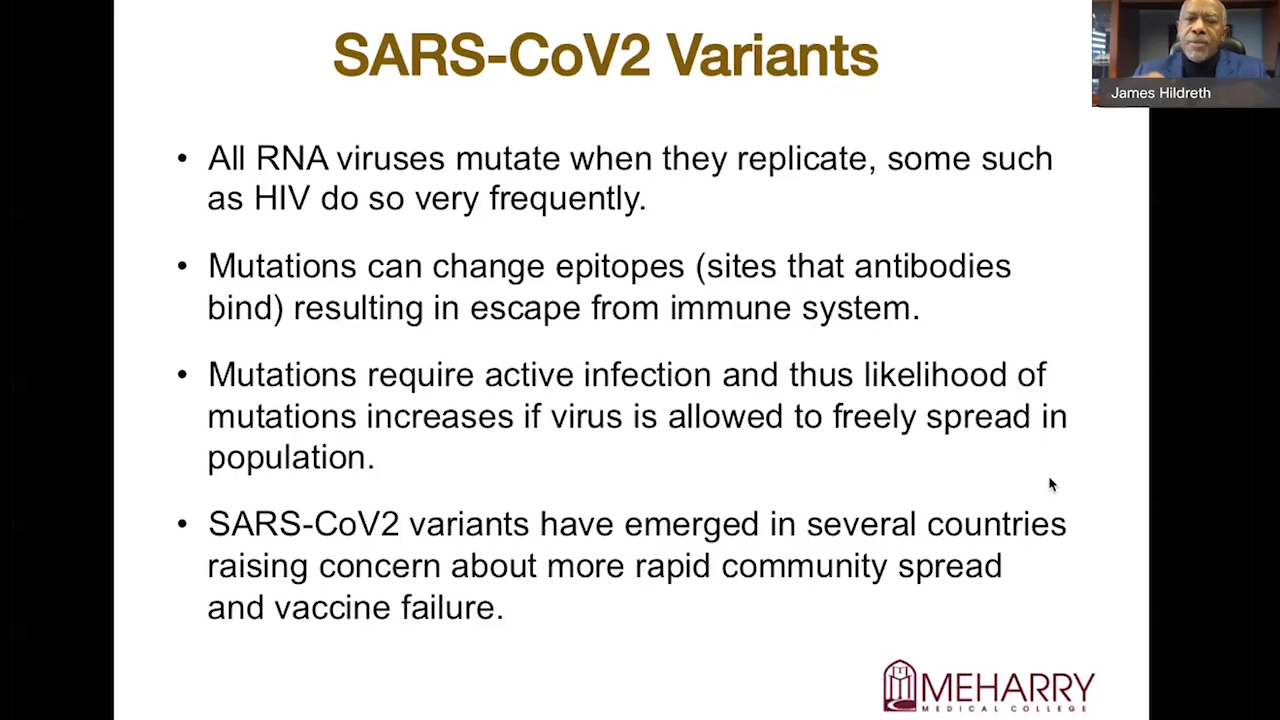 SARS-CoV2 Variants
James Hildreth
• All RNA viruses mutate when they replicate, some such
as HIV do so very frequently.
• Mutations can change epitopes (sites that antibodies
bind) resulting in escape from immune system.
• Mutations require active infection and thus likelihood of
mutations increases if virus is allowed to freely spread in
population.
• SARS-CoV2 variants have emerged in several countries
raising concern about more rapid community spread
and vaccine failure.
MEHARRY
MEDICAL COLLEGE